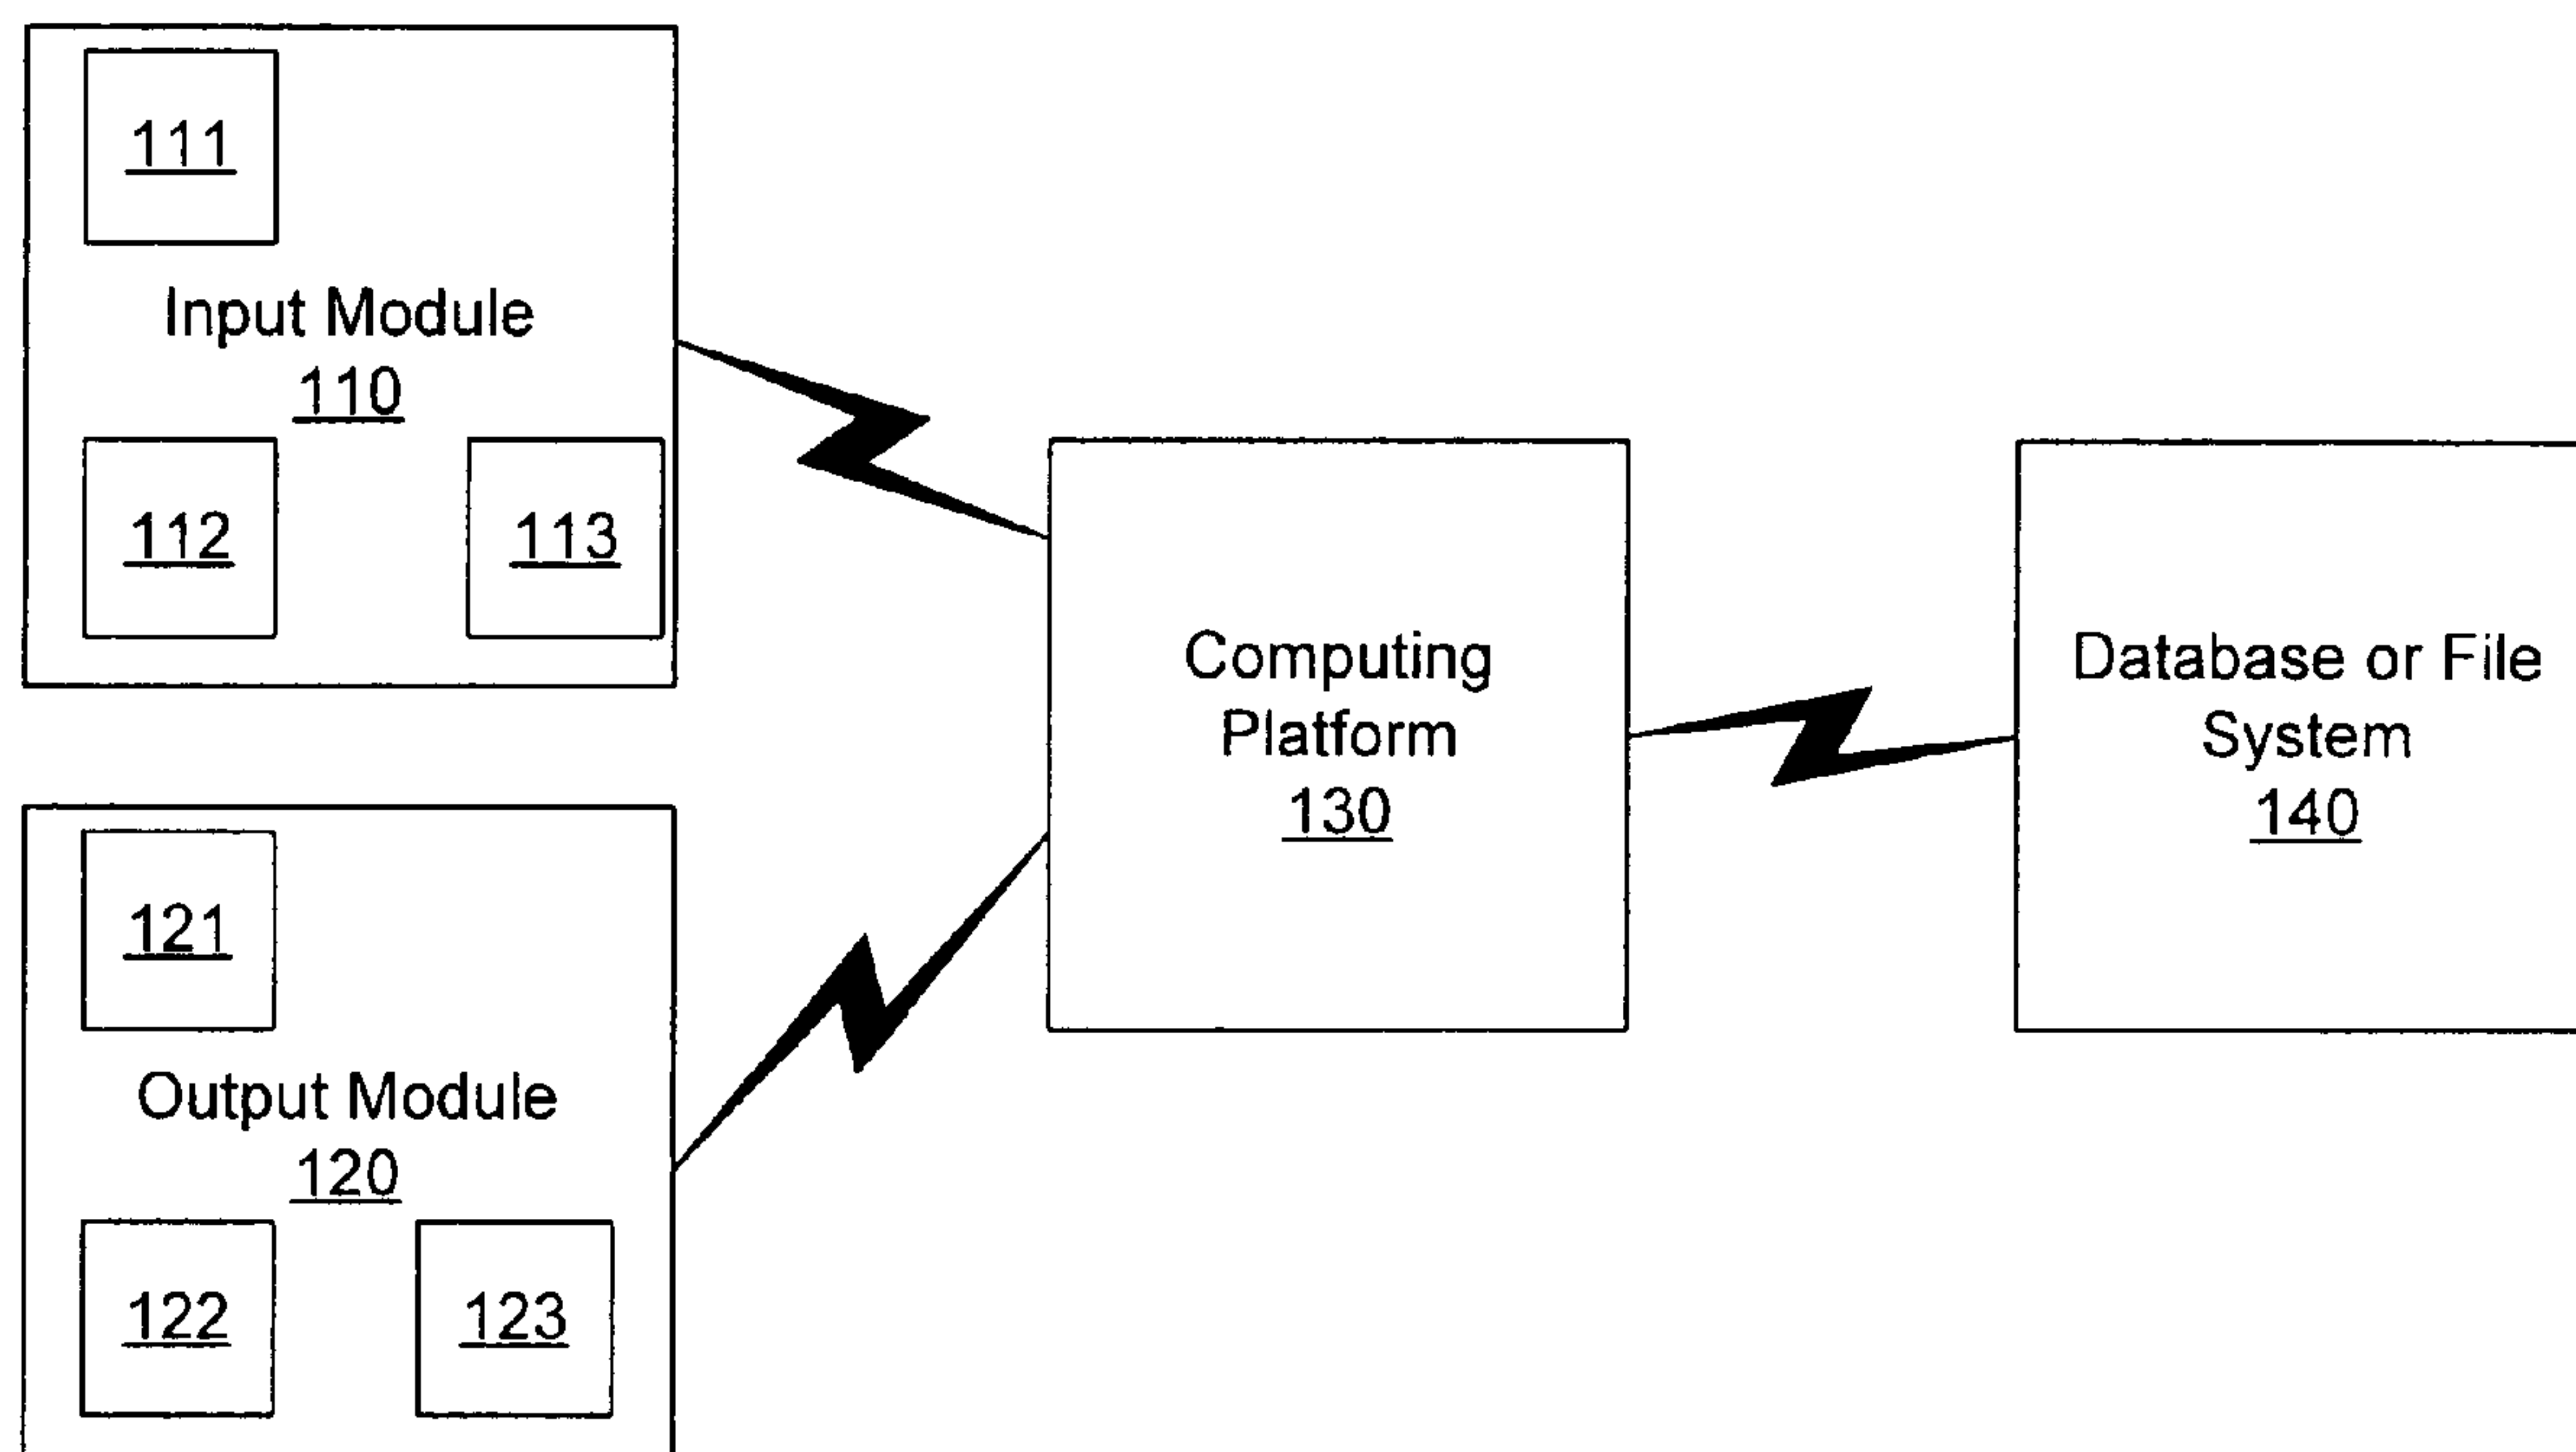 111
Input Module
110
112
113
121
Output Module
120
122
123
Computing
Platform
130
Database or File
System
140